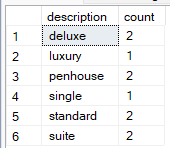 description count
1 deluxe 2
2 luxury 1
3 penhouse 2
4 single 1
5 standard 2
6 suite 2